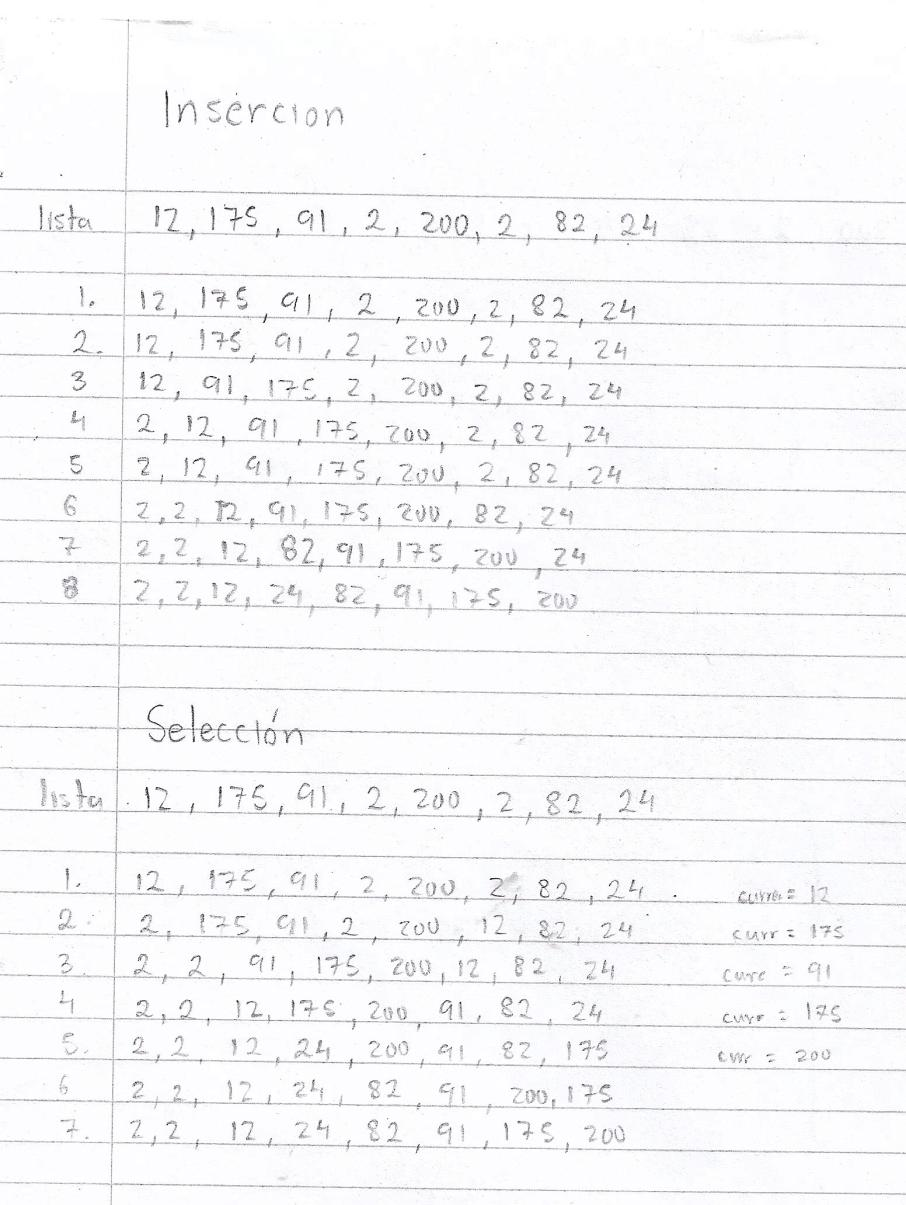 Insercion
lista 12, 175, 91, 2, 200, 2, 82, 24
1. 12, 175, 91, 2, 200, 2, 82, 24
2. 12, 175, 91, 2, 200, 2, 82, 24
3 12, 91, 175, 2, 200, 2, 82, 24
4 2, 12, 91, 175, 200, 2, 82, 24
5 2, 12, 91, 175, 200, 2, 82, 24
6 2, 2, 12, 91, 175, 200, 82, 24
7 2, 2, 12, 82, 91, 175, 200, 24
8 2, 2, 12, 24, 82, 91, 175, 200
Selección
lista 12, 175, 91, 2, 200, 2, 82, 24
1. 12, 175, 91, 2, 200, 2, 82, 24. = 12
2. 2, 175, 91, 2, 200, 12, 82, 24 curr = 175
3. 2, 2, 91, 175, 200, 12, 82, 24 curr = 91
4 2, 2, 12, 175, 200, 91, 82, 24 curr = 175
5. 2, 2, 12, 24, 200, 91, 82, 175 curr = 200
6 2, 2, 12, 24, 82, 91, 200, 175
7. 2, 2, 12, 24, 82, 91, 175, 200